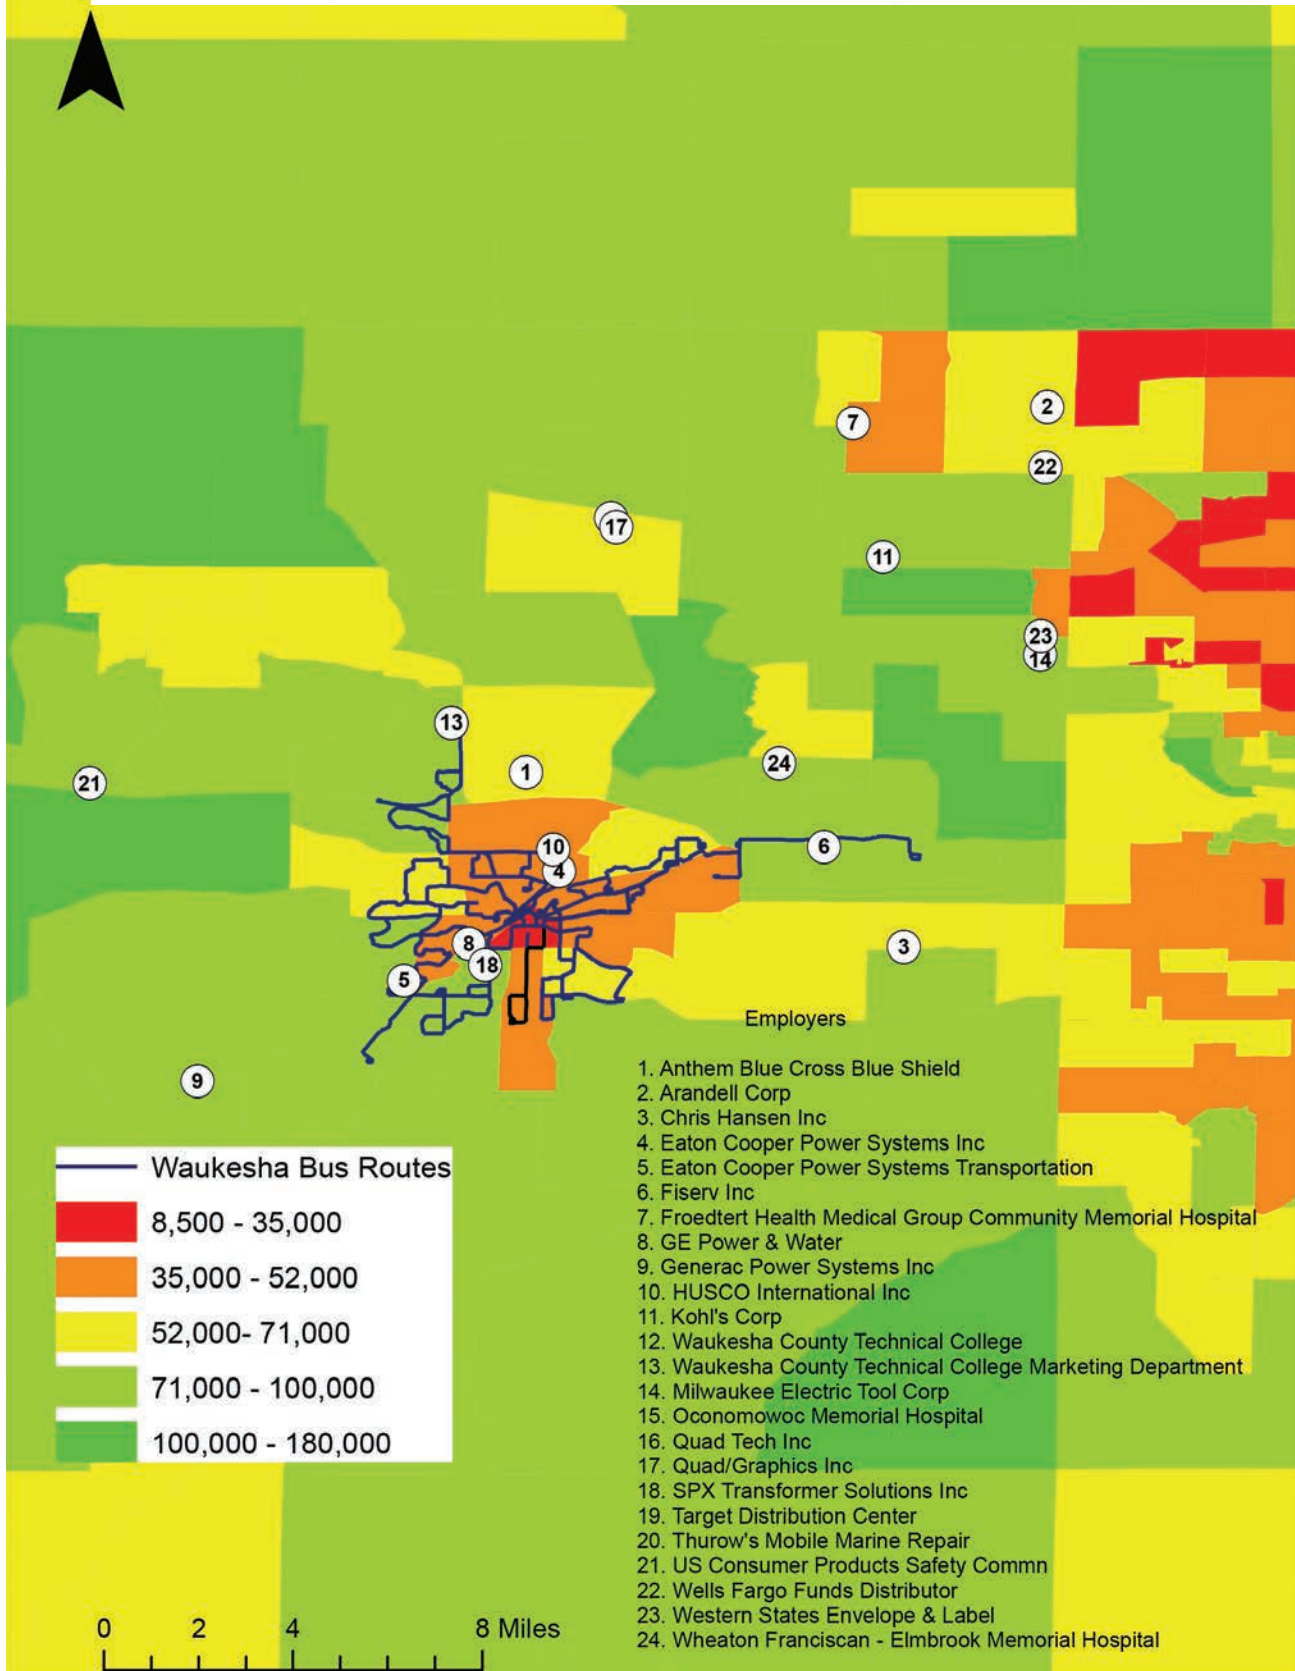 2
7
22
17
11
23
14
13
1
24
21
10
6
4
8
3
18
5
9
Employers
1. Anthem Blue Cross Blue Shield
2. Arandell Corp
3. Chris Hansen Inc
4. Eaton Cooper Power Systems Inc
5. Eaton Cooper Power Systems Transportation
6. Fiserv Inc
7. Froedtert Health Medical Group Community Memorial Hospital
8. GE Power & Water
9. Generac Power Systems Inc
10. HUSCO International Inc
11. Kohl's Corp
12. Waukesha County Technical College
13. Waukesha County Technical College Marketing Department
14. Milwaukee Electric Tool Corp
15. Oconomowoc Memorial Hospital
16. Quad Tech Inc
17. Quad/Graphics Inc
18. SPX Transformer Solutions Inc
19. Target Distribution Center
20. Thurow's Mobile Marine Repair
21. US Consumer Products Safety Commn
22. Wells Fargo Funds Distributor
23. Western States Envelope & Label
24. Wheaton Franciscan - Elmbrook Memorial Hospital
Waukesha Bus Routes
8,500 - 35,000
35,000 - 52,000
52,000- 71,000
71,000 - 100,000
100,000 - 180,000
0 2 4 8 Miles